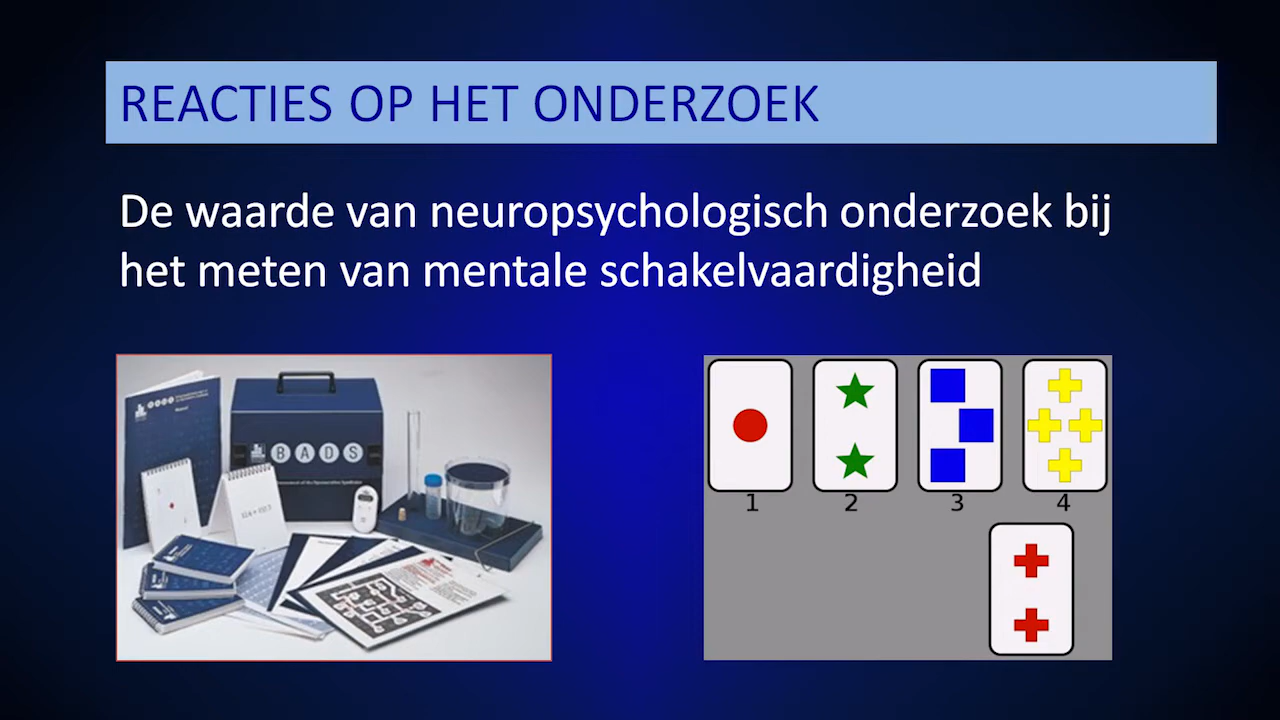 REACTIES OP HET ONDERZOEK
De waarde van neuropsychologisch onderzoek bij
het meten van mentale schakelvaardigheid
BADS
1 2 3 4